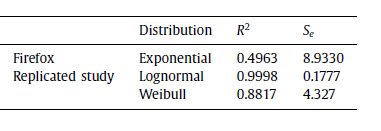 Distribution R² Sₑ
Firefox Exponential 0.4963 8.9330
Replicated study Lognormal 0.9998 0.1777
Weibull 0.8817 4.327